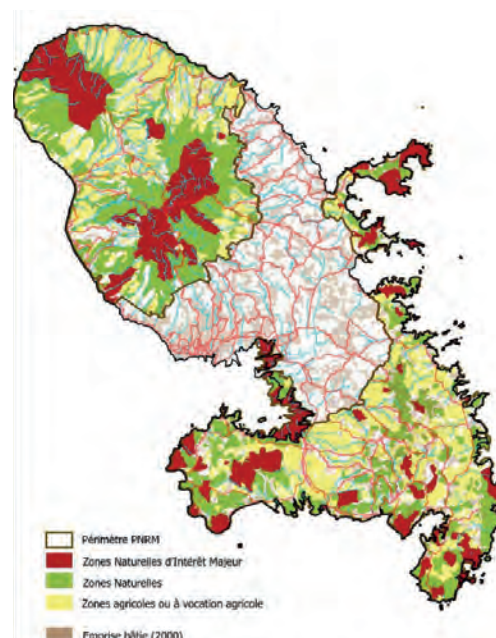 Périmètre PNRM
Zones Naturelles d'Intérêt Majeur
Zones Naturelles
Zones agricoles ou à vocation agricole
Emprise bâtie (2000)